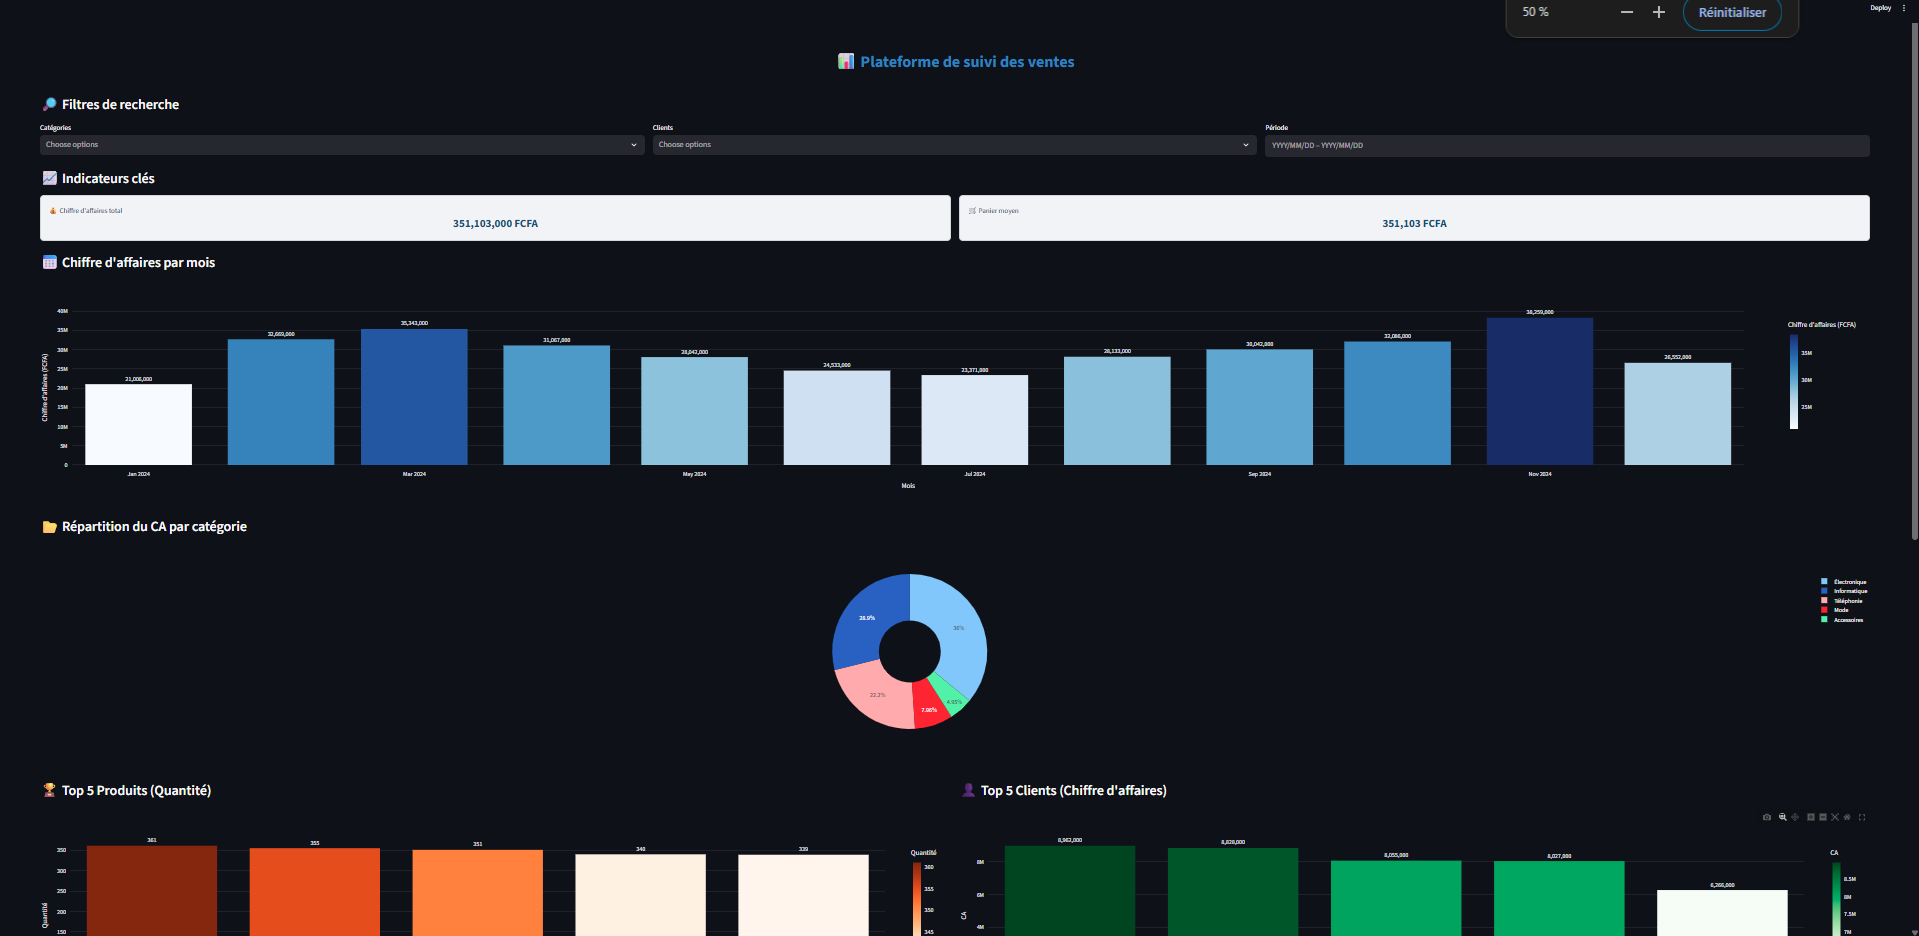 50 %
Réinitialiser
Deploy
Plateforme de suivi des ventes
Filtres de recherche
Catégories
Clients
Période
Choose options
Choose options
YYYY/MM/DD – YYYY/MM/DD
Indicateurs clés
Chiffre d'affaires total
351,103,000 FCFA
Panier moyen
351,103 FCFA
Chiffre d'affaires par mois
Chiffre d'affaires (FCFA)
40M
35M
30M
25M
20M
15M
10M
5M
0
21,006,000
32,669,000
35,343,000
31,067,000
28,042,000
24,533,000
23,371,000
28,133,000
30,042,000
32,086,000
38,259,000
26,552,000
Jan 2024
Mar 2024
May 2024
Jul 2024
Sep 2024
Nov 2024
Mois
Chiffre d'affaires (FCFA)
35M
30M
25M
Répartition du CA par catégorie
36%
28.9%
22.2%
7.96%
4.95%
Électronique
Informatique
Téléphonie
Mode
Accessoires
Top 5 Produits (Quantité)
Quantité
350
300
250
200
150
361
355
351
340
339
Quantité
360
355
350
345
Top 5 Clients (Chiffre d'affaires)
CA
8M
6M
4M
8,962,000
8,828,000
8,055,000
8,027,000
6,266,000
CA
8.5M
8M
7.5M
7M